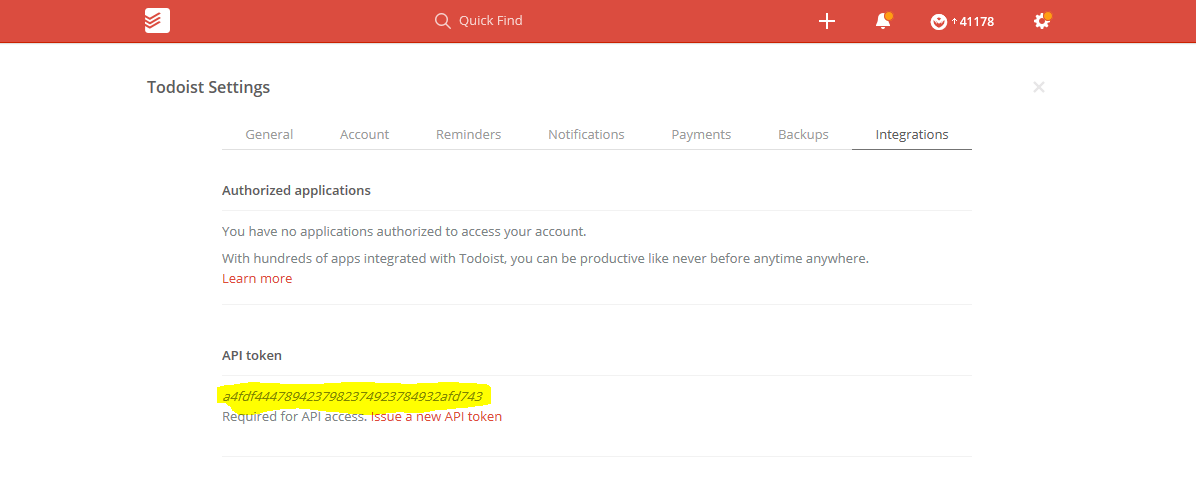 Quick Find
41178
Todoist Settings
General Account Reminders Notifications Payments Backups Integrations
Authorized applications
You have no applications authorized to access your account.
With hundreds of apps integrated with Todoist, you can be productive like never before anytime anywhere.
Learn more
API token
a4fdf44478942379823749237849​32afd743
Required for API access. Issue a new API token